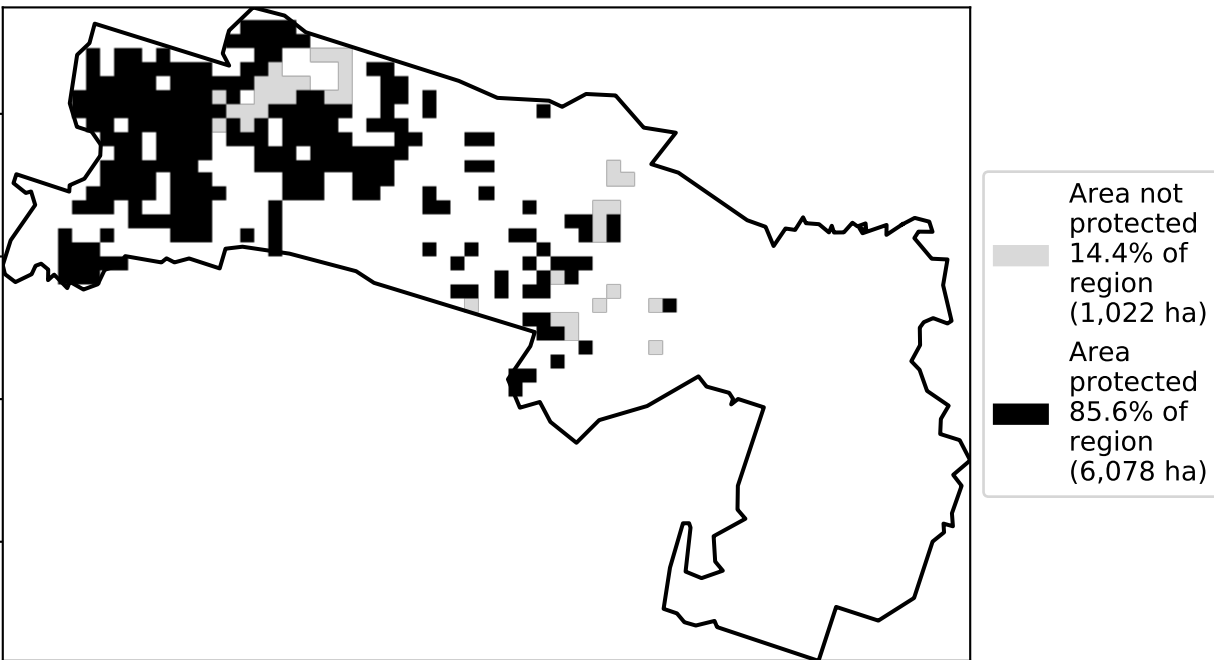 Area not
protected
14.4% of
region
(1,022 ha)
Area
protected
85.6% of
region
(6,078 ha)